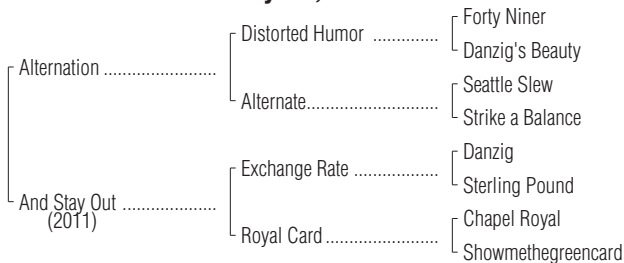 Forty Niner
Distorted Humor ..............
Danzig's Beauty
Alternation ........................
Seattle Slew
Alternate............................
Strike a Balance
Danzig
Exchange Rate ..................
Sterling Pound
And Stay Out ....................
(2011)
Chapel Royal
Royal Card ........................
Showmethegreencard